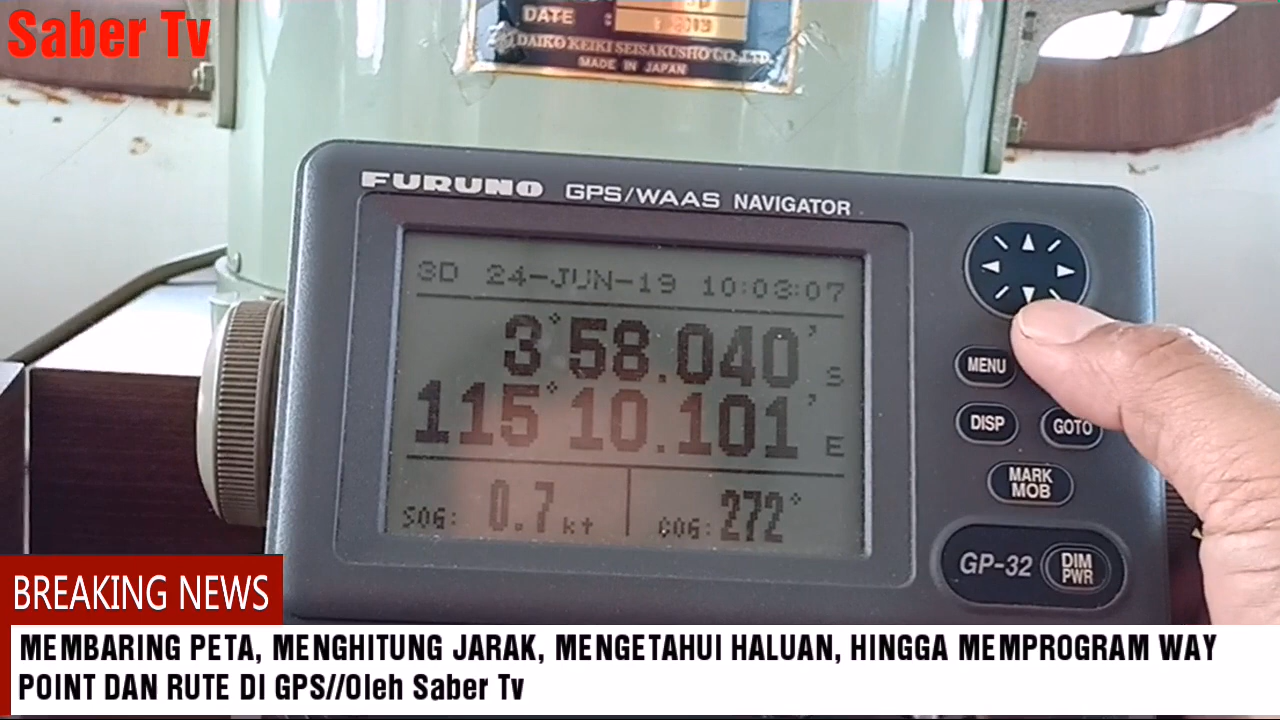 Saber Tv
DATE :
DAIKO KEIKI SEISAKUSHO CO., LTD.
MADE IN JAPAN
FURUNO GPS/WAAS NAVIGATOR
3D 24-JUN-19 10:03:07
3°58.040' S
115°10.101' E
SOG: 0.7 kt COG: 272°
MENU
DISP GOTO
MARK
MOB
GP-32 DIM
PWR
BREAKING NEWS
MEMBARING PETA, MENGHITUNG JARAK, MENGETAHUI HALUAN, HINGGA MEMPROGRAM WAY
POINT DAN RUTE DI GPS//Oleh Saber Tv